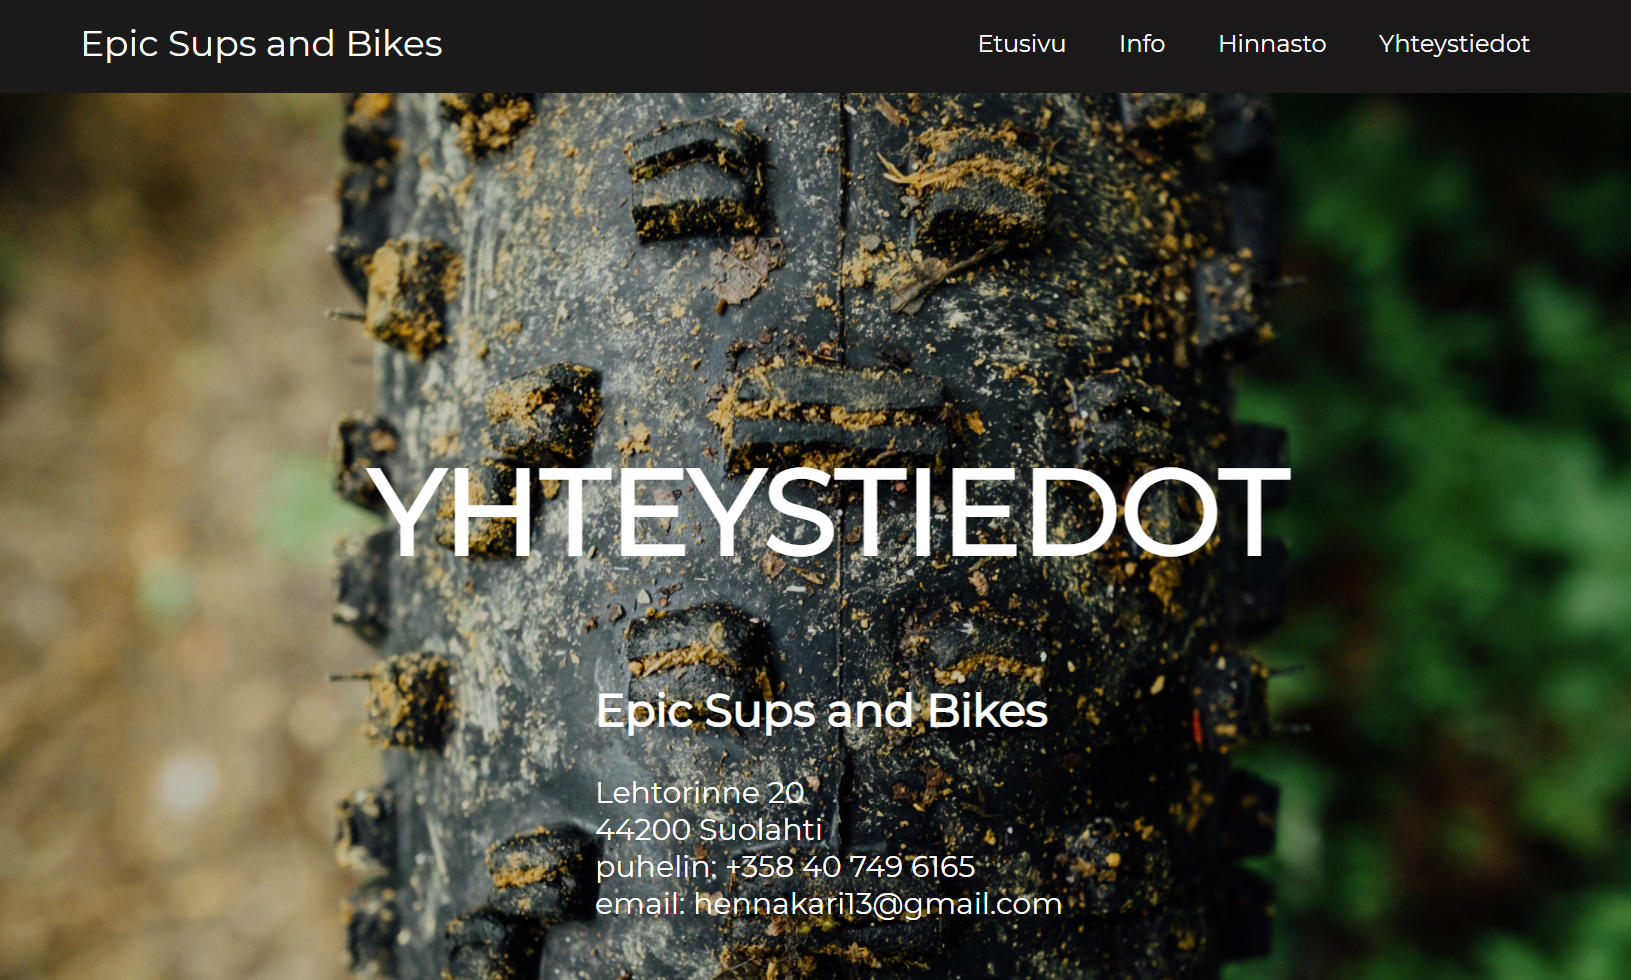 Epic Sups and Bikes
Etusivu Info Hinnasto Yhteystiedot
YHTEYSTIEDOT
Epic Sups and Bikes
Lehtorinne 20
44200 Suolahti
puhelin: +358 40 749 6165
email: hennakari13@gmail.com